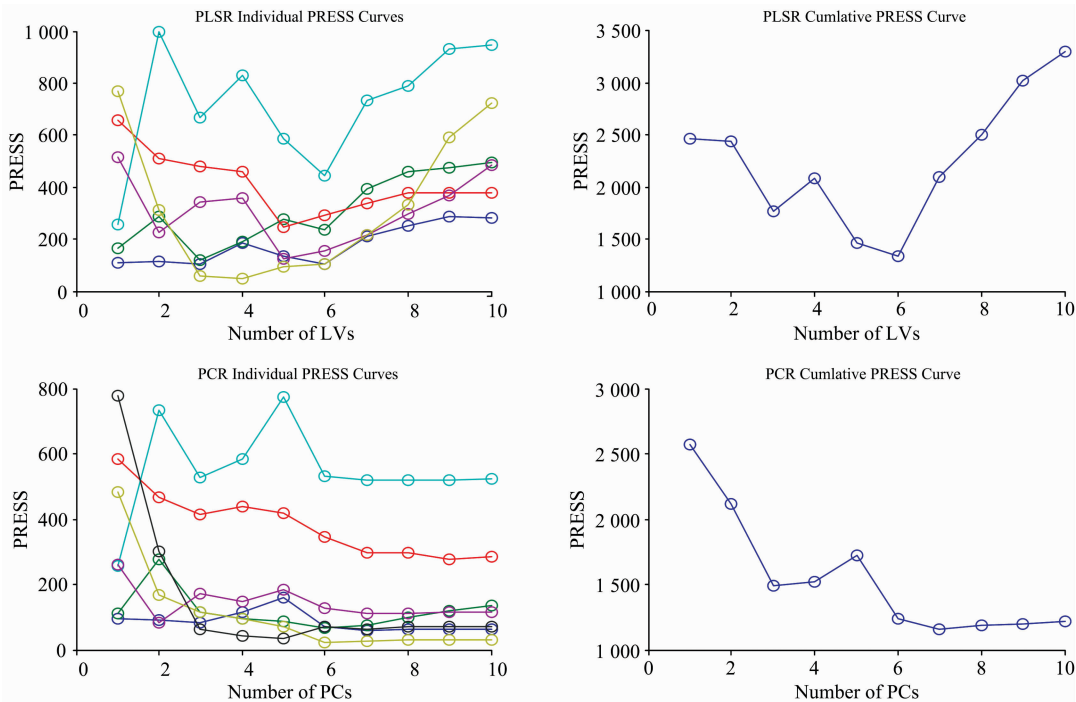 PLSR Individual PRESS Curves
1 000
800
600
400
200
0
PRESS
0 2 4 6 8 10
Number of LVs
PLSR Cumlative PRESS Curve
3 500
3 000
2 500
2 000
1 500
1 000
PRESS
0 2 4 6 8 10
Number of LVs
PCR Individual PRESS Curves
800
600
400
200
0
PRESS
0 2 4 6 8 10
Number of PCs
PCR Cumlative PRESS Curve
3 000
2 500
2 000
1 500
1 000
PRESS
0 2 4 6 8 10
Number of PCs